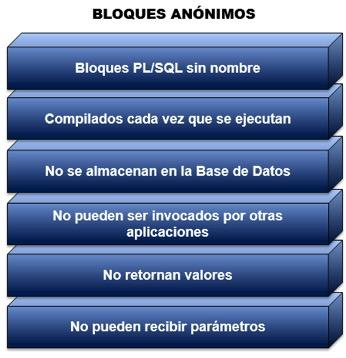 BLOQUES ANÓNIMOS
Bloques PL/SQL sin nombre
Compilados cada vez que se ejecutan
No se almacenan en la Base de Datos
No pueden ser invocados por otras
aplicaciones
No retornan valores
No pueden recibir parámetros